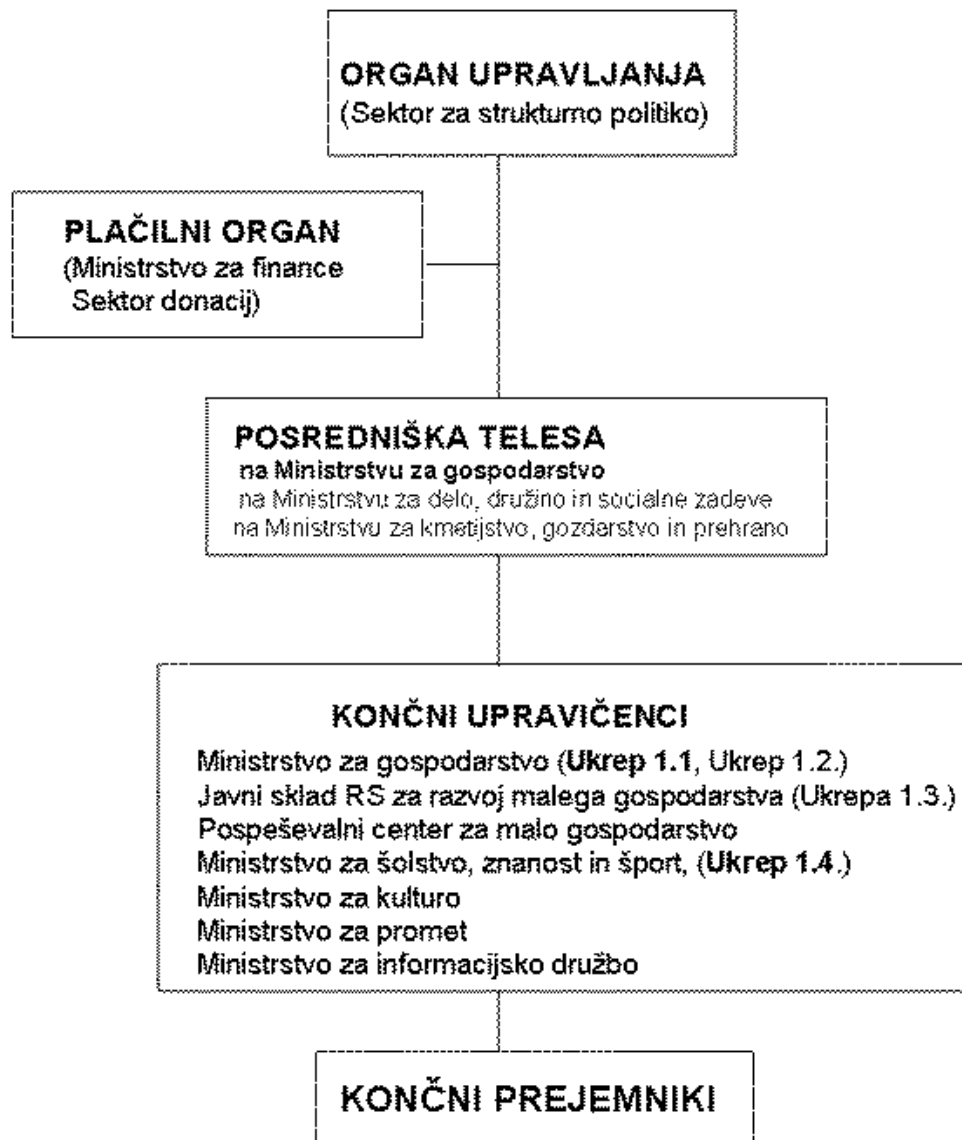 ORGAN UPRAVLJANJA
(Sektor za strukturno politiko)
PLAČILNI ORGAN
(Ministrstvo za finance
Sektor donacij)
POSREDNIŠKA TELESA
na Ministrstvu za gospodarstvo
na Ministrstvu za delo, družino in socialne zadeve
na Ministrstvu za kmetijstvo, gozdarstvo in prehrano
KONČNI UPRAVIČENCI
Ministrstvo za gospodarstvo (Ukrep 1.1, Ukrep 1.2.)
Javni sklad RS za razvoj malega gospodarstva (Ukrepa 1.3.)
Pospeševalni center za malo gospodarstvo
Ministrstvo za šolstvo, znanost in šport, (Ukrep 1.4.)
Ministrstvo za kulturo
Ministrstvo za promet
Ministrstvo za informacijsko družbo
KONČNI PREJEMNIKI